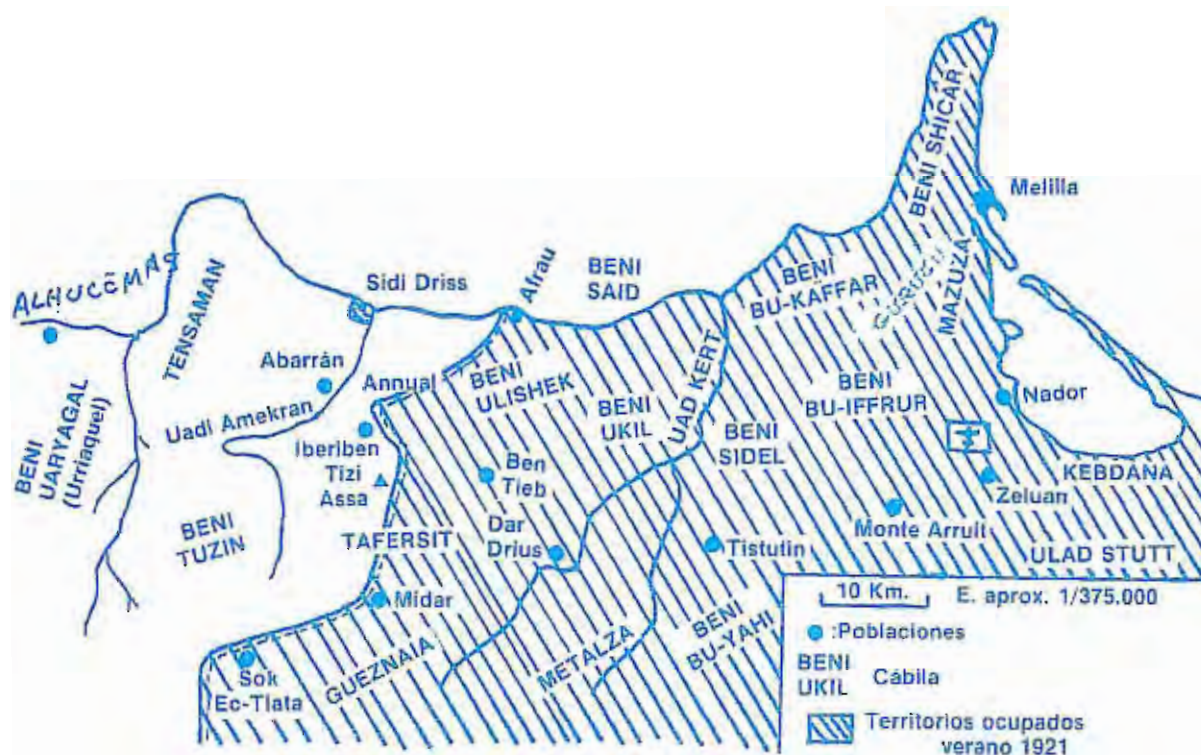 BENI SHICAR
Melilla
ALHUCEMAS
TENSAMAN
Sidi Driss
Afrau
BENI
SAID
BENI
BU-KAFFAR
GURUGU
MAZUZA
Abarrán
Annual
BENI
ULISHEK
UAD KERT
BENI
UARYAGAL
(Urriaquel)
Uadi Amekran
BENI
UKIL
BENI
BU-IFFRUR
Nador
Iberiben
Tizi
Assa
BENI
SIDEL
Ben
Tieb
KEBDANA
Zeluan
BENI
TUZIN
TAFERSIT
Dar
Drius
Monte Arruit
Tistutin
ULAD STUTT
Midar
Sok
Ec-Tlata
GUEZNAIA
METALZA
BENI
BU-YAHI
10 Km. E. aprox. 1/375.000
:Poblaciones
BENI
UKIL
Cábila
Territorios ocupados
verano 1921